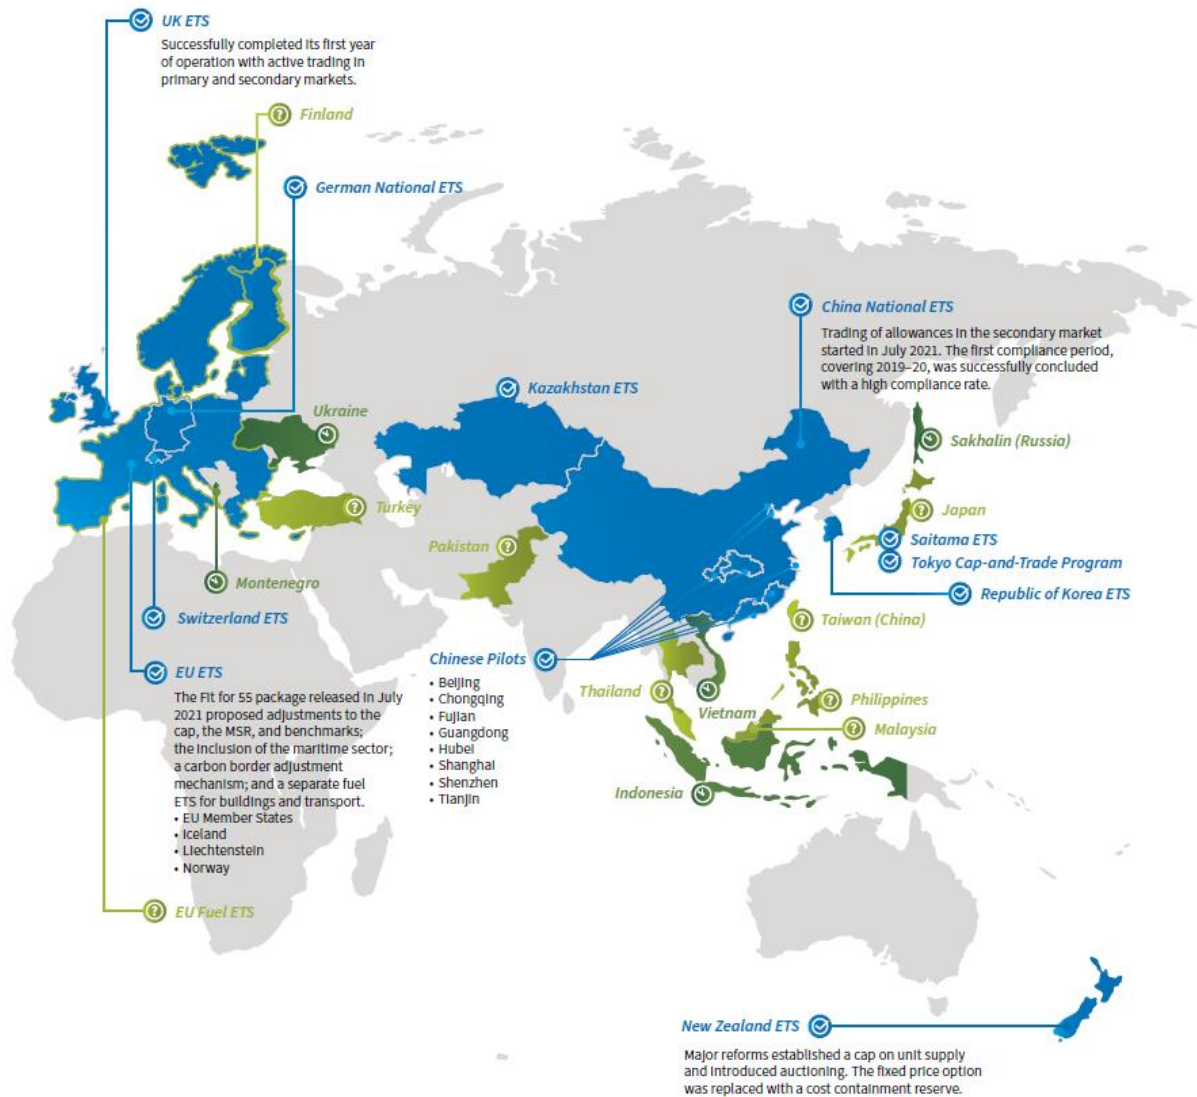 UK ETS
Successfully completed its first year
of operation with active trading in
primary and secondary markets.
Finland
German National ETS
China National ETS
Trading of allowances in the secondary market
started in July 2021. The first compliance period,
covering 2019–20, was successfully concluded
with a high compliance rate.
Kazakhstan ETS
Ukraine
Sakhalin (Russia)
Turkey
Japan
Pakistan
Saitama ETS
Tokyo Cap-and-Trade Program
Montenegro
Republic of Korea ETS
Switzerland ETS
Taiwan (China)
Chinese Pilots
• Beijing
• Chongqing
• Fujian
• Guangdong
• Hubei
• Shanghai
• Shenzhen
• Tianjin
EU ETS
The Fit for 55 package released in July
2021 proposed adjustments to the
cap, the MSR, and benchmarks;
the inclusion of the maritime sector;
a carbon border adjustment
mechanism; and a separate fuel
ETS for buildings and transport.
• EU Member States
• Iceland
• Liechtenstein
• Norway
Thailand
Vietnam
Philippines
Malaysia
Indonesia
EU Fuel ETS
New Zealand ETS
Major reforms established a cap on unit supply
and introduced auctioning. The fixed price option
was replaced with a cost containment reserve.